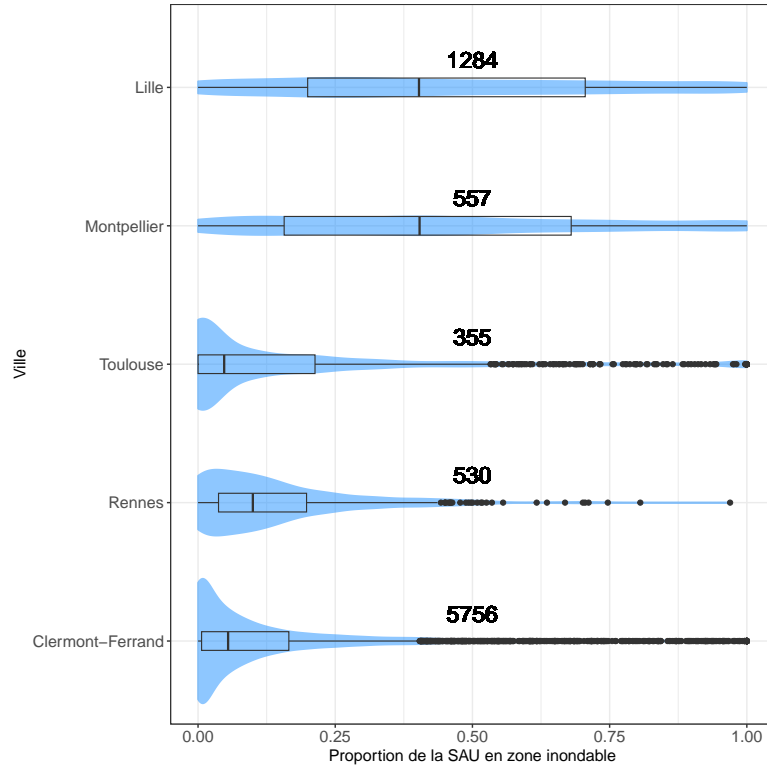 Ville
Lille
1284
Montpellier
557
Toulouse
355
Rennes
530
Clermont−Ferrand
5756
0.00 0.25 0.50 0.75 1.00
Proportion de la SAU en zone inondable